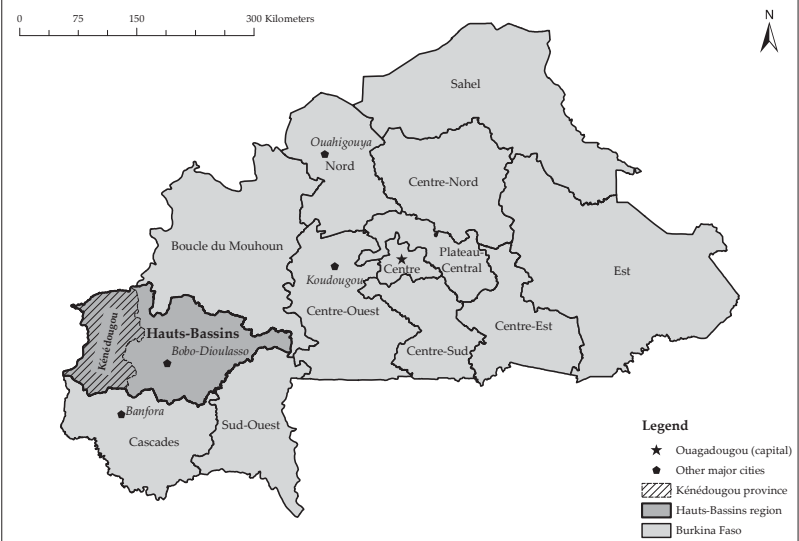 0 75 150 300 Kilometers
N
Sahel
Ouahigouya
Nord
Centre-Nord
Boucle du Mouhoun
Plateau-
Central
Centre
Koudougou
Est
Centre-Ouest
Kénédougou
Hauts-Bassins
Bobo-Dioulasso
Centre-Est
Centre-Sud
Banfora
Cascades
Sud-Ouest
Legend
Ouagadougou (capital)
Other major cities
Kénédougou province
Hauts-Bassins region
Burkina Faso